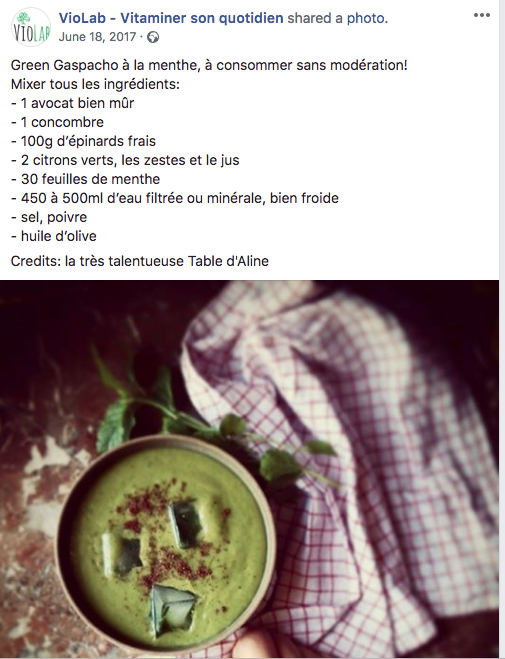 VIOLAB
VioLab - Vitaminer son quotidien shared a photo.
June 18, 2017 ·
Green Gaspacho à la menthe, à consommer sans modération!
Mixer tous les ingrédients:
- 1 avocat bien mûr
- 1 concombre
- 100g d’épinards frais
- 2 citrons verts, les zestes et le jus
- 30 feuilles de menthe
- 450 à 500ml d’eau filtrée ou minérale, bien froide
- sel, poivre
- huile d’olive
Credits: la très talentueuse Table d'Aline